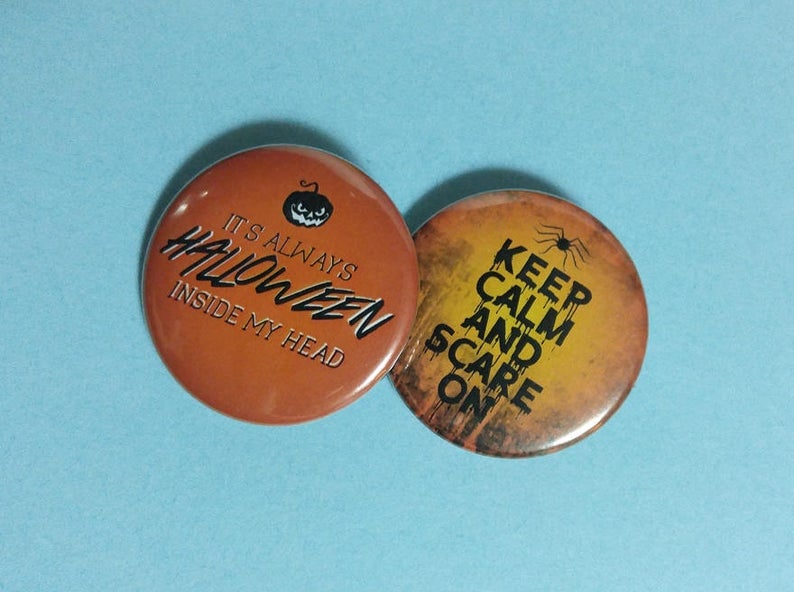 IT'S ALWAYS
HALLOWEEN
INSIDE MY HEAD
KEEP
CALM
AND
SCARE
ON